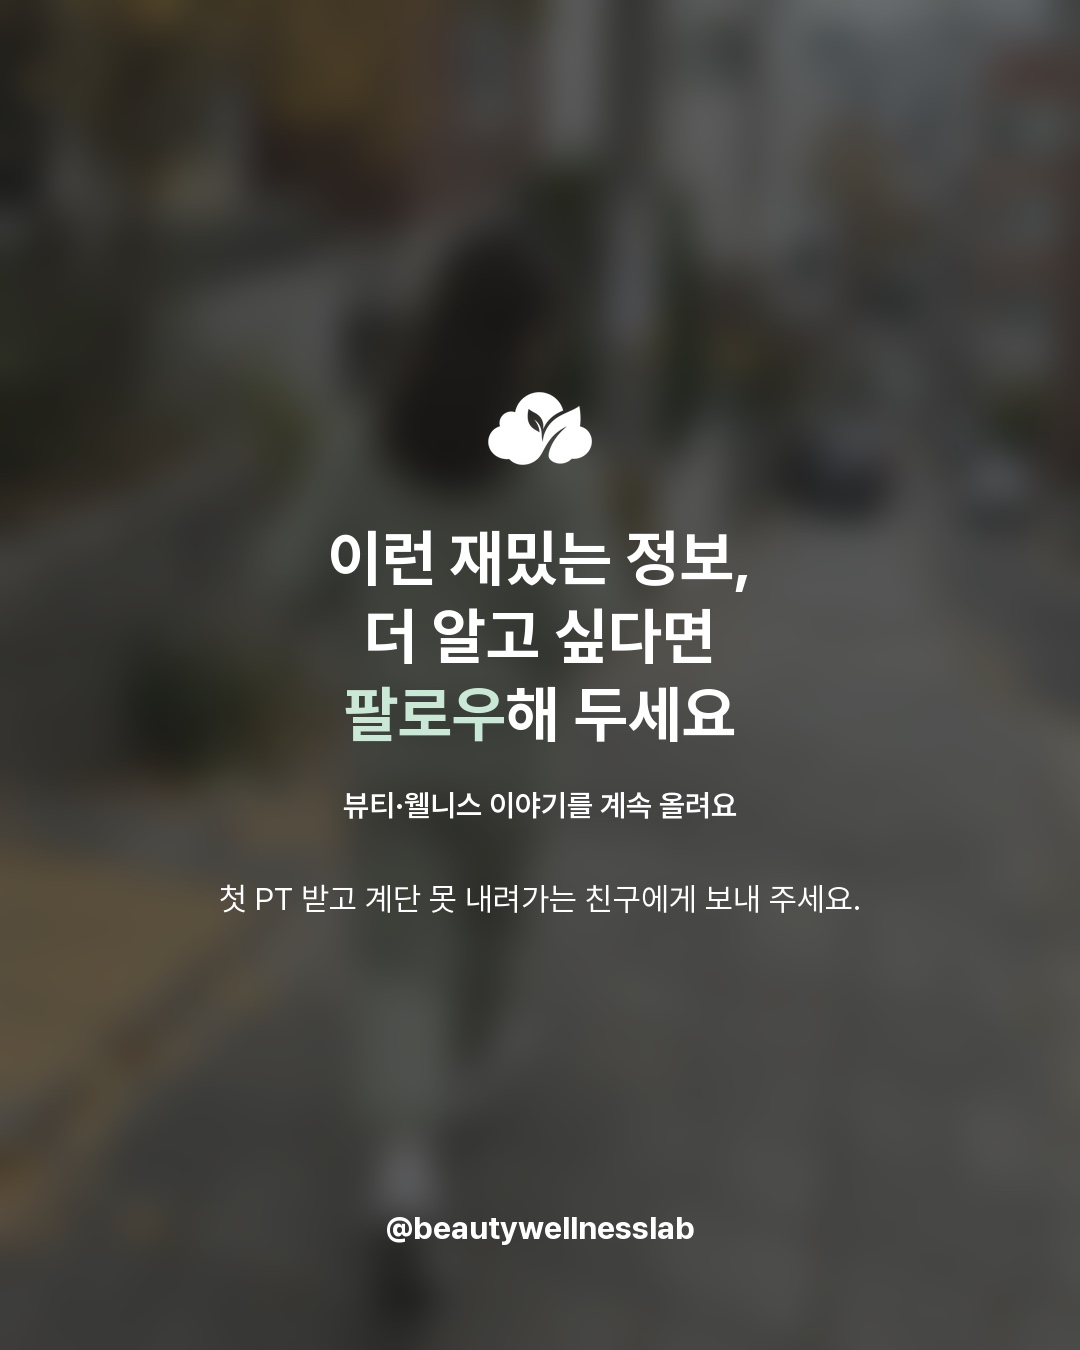 이런 재밌는 정보,
더 알고 싶다면
팔로우해 두세요
뷰티·웰니스 이야기를 계속 올려요
첫 PT 받고 계단 못 내려가는 친구에게 보내 주세요.
@beautywellnesslab